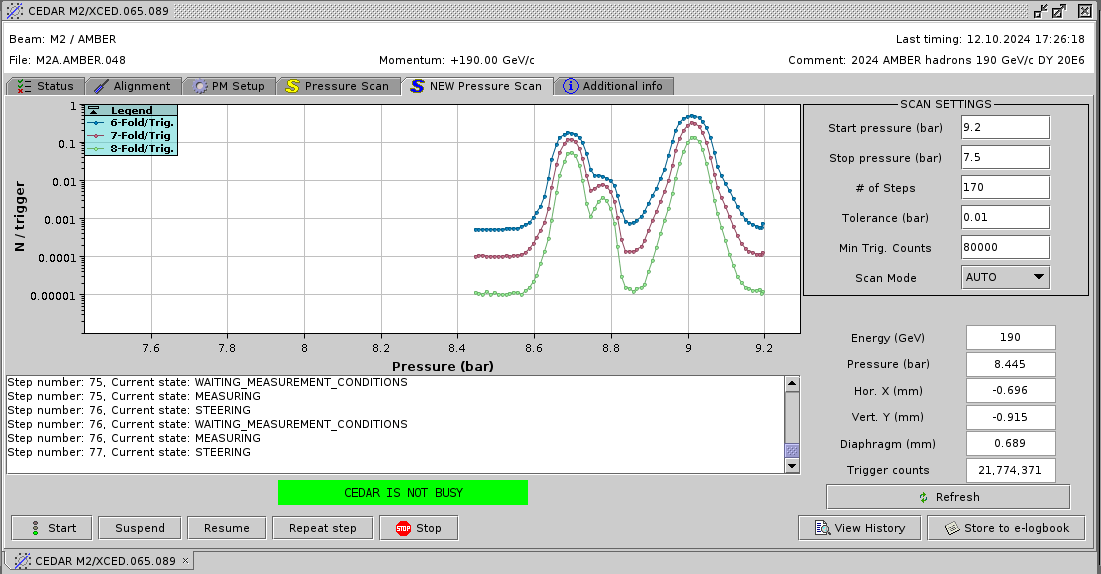 CEDAR M2/XCED.065.089
Beam: M2 / AMBER
Last timing: 12.10.2024 17:26:18
File: M2A.AMBER.048
Momentum: +190.00 GeV/c
Comment: 2024 AMBER hadrons 190 GeV/c DY 20E6
Status
Alignment
PM Setup
Pressure Scan
NEW Pressure Scan
Additional info
Legend
6-Fold/Trig.
7-Fold/Trig
8-Fold/Trig.
N / trigger
1
0.1
0.01
0.001
0.0001
0.00001
7.6 7.8 8 8.2 8.4 8.6 8.8 9 9.2
Pressure (bar)
SCAN SETTINGS
Start pressure (bar) 9.2
Stop pressure (bar) 7.5
# of Steps 170
Tolerance (bar) 0.01
Min Trig. Counts 80000
Scan Mode AUTO
Energy (GeV) 190
Pressure (bar) 8.445
Hor. X (mm) -0.696
Vert. Y (mm) -0.915
Diaphragm (mm) 0.689
Trigger counts 21,774,371
Refresh
Step number: 75, Current state: WAITING_MEASUREMENT_CONDITIONS
Step number: 75, Current state: MEASURING
Step number: 76, Current state: STEERING
Step number: 76, Current state: WAITING_MEASUREMENT_CONDITIONS
Step number: 76, Current state: MEASURING
Step number: 77, Current state: STEERING
CEDAR IS NOT BUSY
Start
Suspend
Resume
Repeat step
STOP Stop
View History
Store to e-logbook
CEDAR M2/XCED.065.089 ×